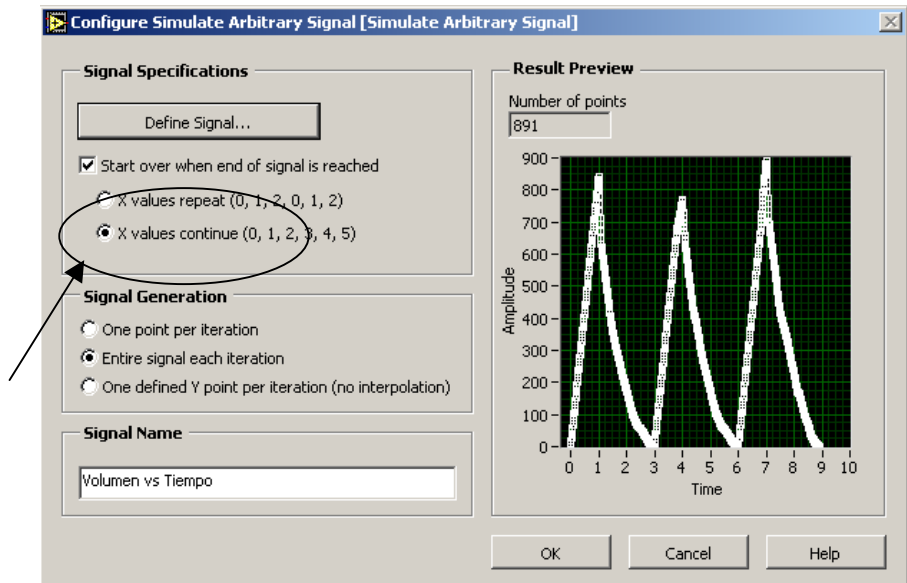 Configure Simulate Arbitrary Signal [Simulate Arbitrary Signal]
Signal Specifications
Define Signal...
Start over when end of signal is reached
X values repeat (0, 1, 2, 0, 1, 2)
X values continue (0, 1, 2, 3, 4, 5)
Signal Generation
One point per iteration
Entire signal each iteration
One defined Y point per iteration (no interpolation)
Signal Name
Volumen vs Tiempo
Result Preview
Number of points
891
900
800
700
600
500
400
300
200
100
0
Amplitude
0 1 2 3 4 5 6 7 8 9 10
Time
OK Cancel Help